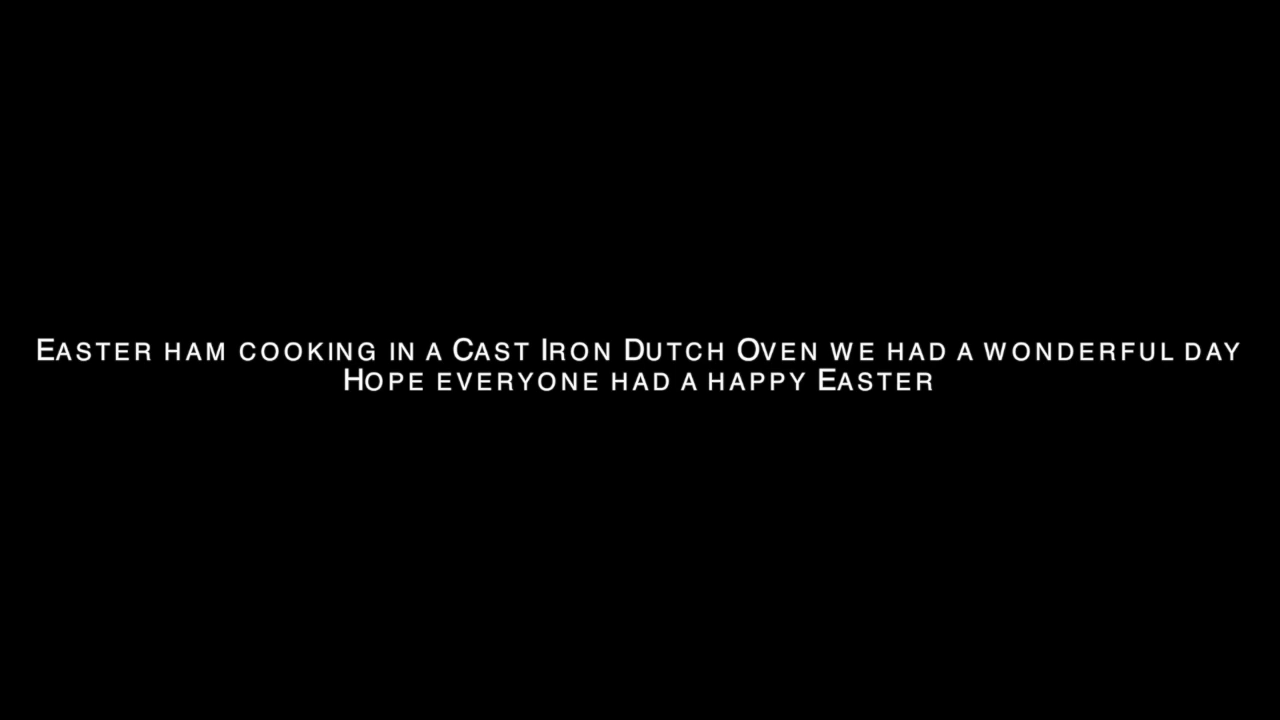 Easter ham cooking in a Cast Iron Dutch Oven we had a wonderful day
Hope everyone had a happy Easter